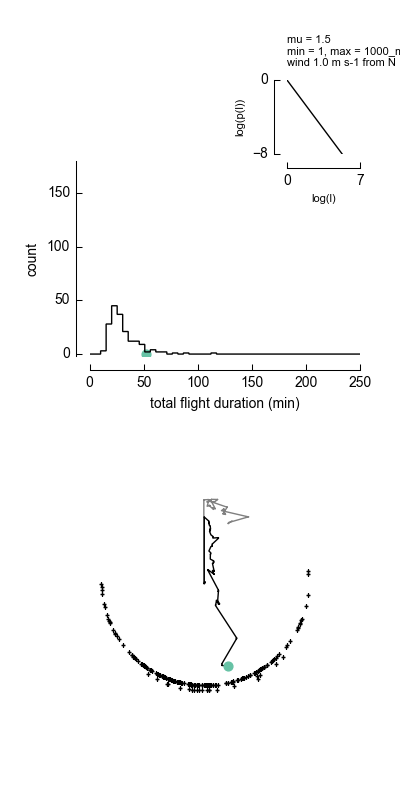 mu = 1.5
min = 1, max = 1000_m
wind 1.0 m s-1 from N
0
−8
log(p(l))
0 7
log(l)
150
100
50
0
count
0 50 100 150 200 250
total flight duration (min)